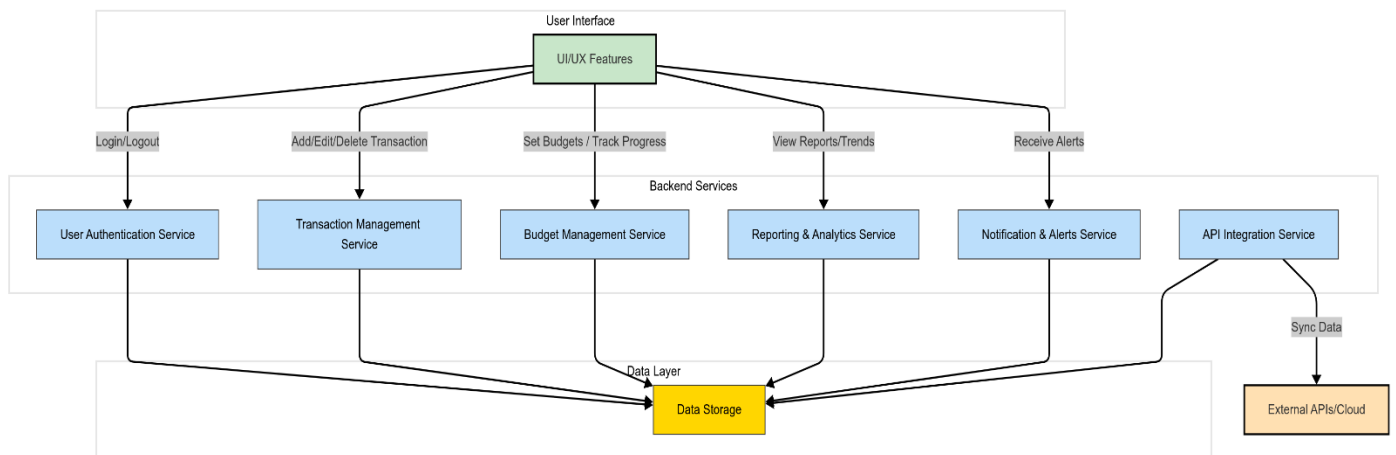 User Interface
UI/UX Features
Login/Logout
Add/Edit/Delete Transaction
Set Budgets / Track Progress
View Reports/Trends
Receive Alerts
Backend Services
User Authentication Service
Transaction Management
Service
Budget Management Service
Reporting & Analytics Service
Notification & Alerts Service
API Integration Service
Sync Data
Data Layer
Data Storage
External APIs/Cloud